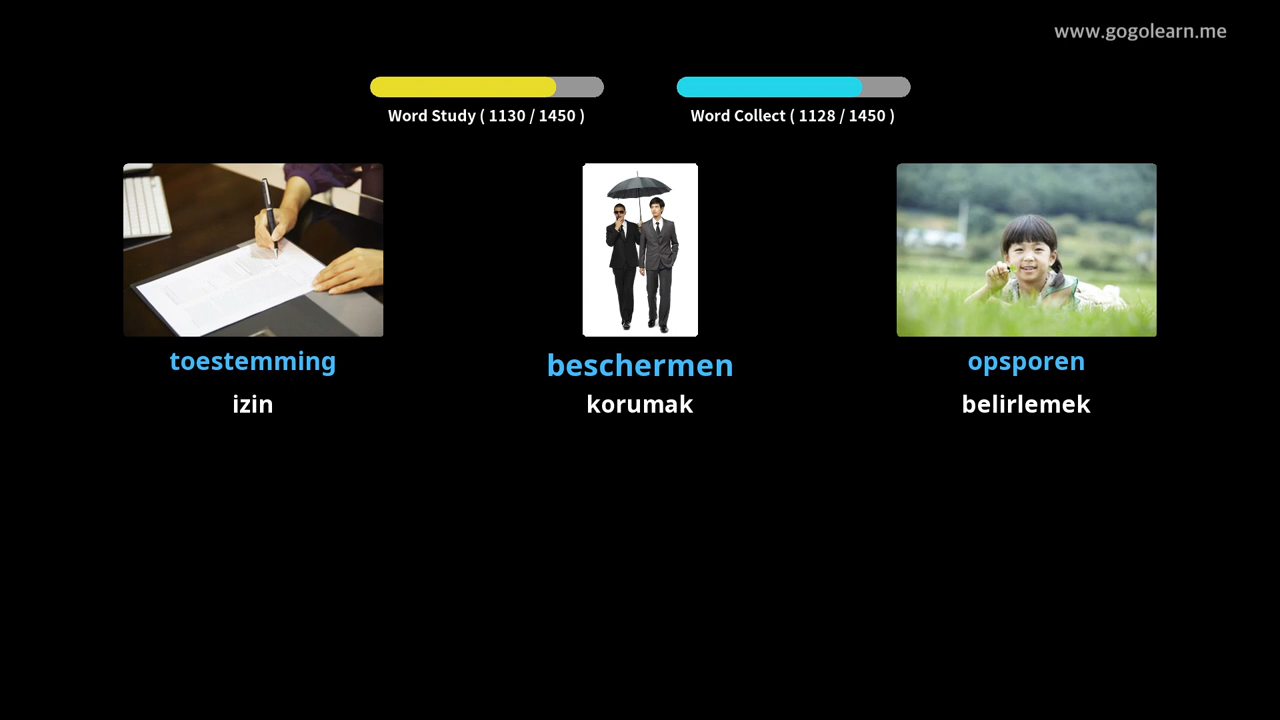 www.gogolearn.me
Word Study ( 1130 / 1450 )
Word Collect ( 1128 / 1450 )
toestemming
beschermen
opsporen
izin
korumak
belirlemek